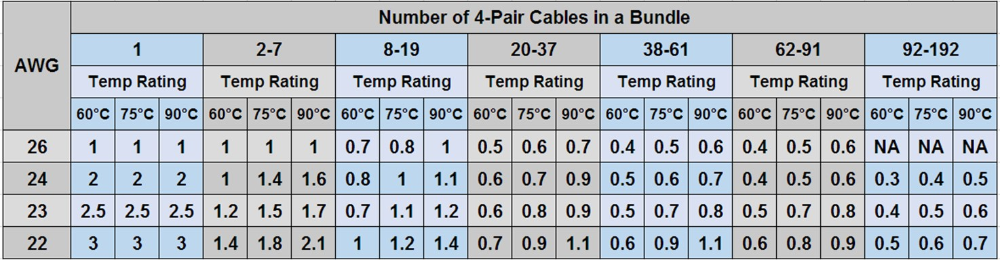 Number of 4-Pair Cables in a Bundle
AWG
1 2-7 8-19 20-37 38-61 62-91 92-192
Temp Rating Temp Rating Temp Rating Temp Rating Temp Rating Temp Rating Temp Rating
60°C 75°C 90°C 60°C 75°C 90°C 60°C 75°C 90°C 60°C 75°C 90°C 60°C 75°C 90°C 60°C 75°C 90°C 60°C 75°C 90°C
26 1 1 1 1 1 1 0.7 0.8 1 0.5 0.6 0.7 0.4 0.5 0.6 0.4 0.5 0.6 NA NA NA
24 2 2 2 1 1.4 1.6 0.8 1 1.1 0.6 0.7 0.9 0.5 0.6 0.7 0.4 0.5 0.6 0.3 0.4 0.5
23 2.5 2.5 2.5 1.2 1.5 1.7 0.7 1.1 1.2 0.6 0.8 0.9 0.5 0.7 0.8 0.5 0.7 0.8 0.4 0.5 0.6
22 3 3 3 1.4 1.8 2.1 1 1.2 1.4 0.7 0.9 1.1 0.6 0.9 1.1 0.6 0.8 0.9 0.5 0.6 0.7